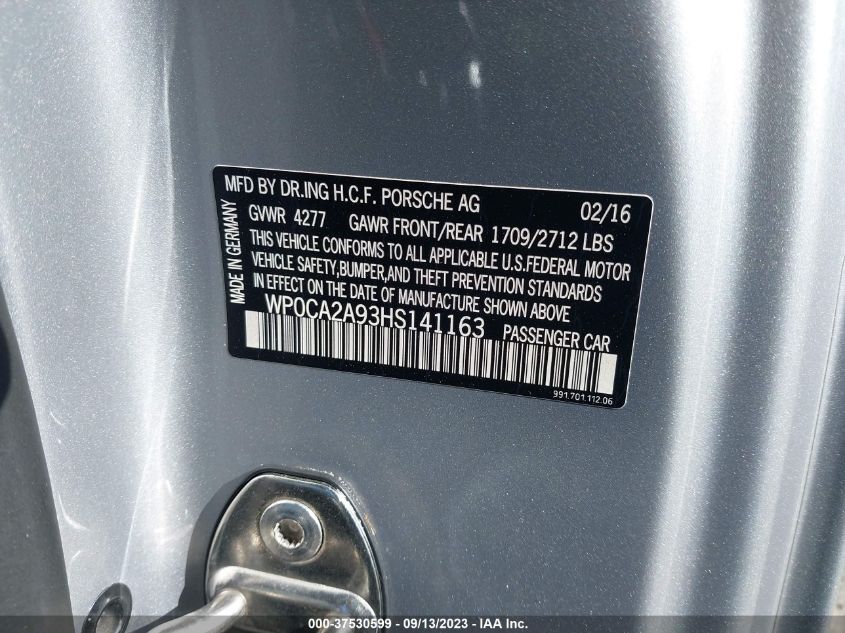 MFD BY DR.ING H.C.F. PORSCHE AG 02/16
GVWR 4277 GAWR FRONT/REAR 1709/2712 LBS
THIS VEHICLE CONFORMS TO ALL APPLICABLE U.S.FEDERAL MOTOR
VEHICLE SAFETY,BUMPER,AND THEFT PREVENTION STANDARDS
IN EFFECT ON THE DATE OF MANUFACTURE SHOWN ABOVE
WP0CA2A93HS141163 PASSENGER CAR
MADE IN GERMANY
991.701.112.06
000-37530599 - 09/13/2023 - IAA Inc.